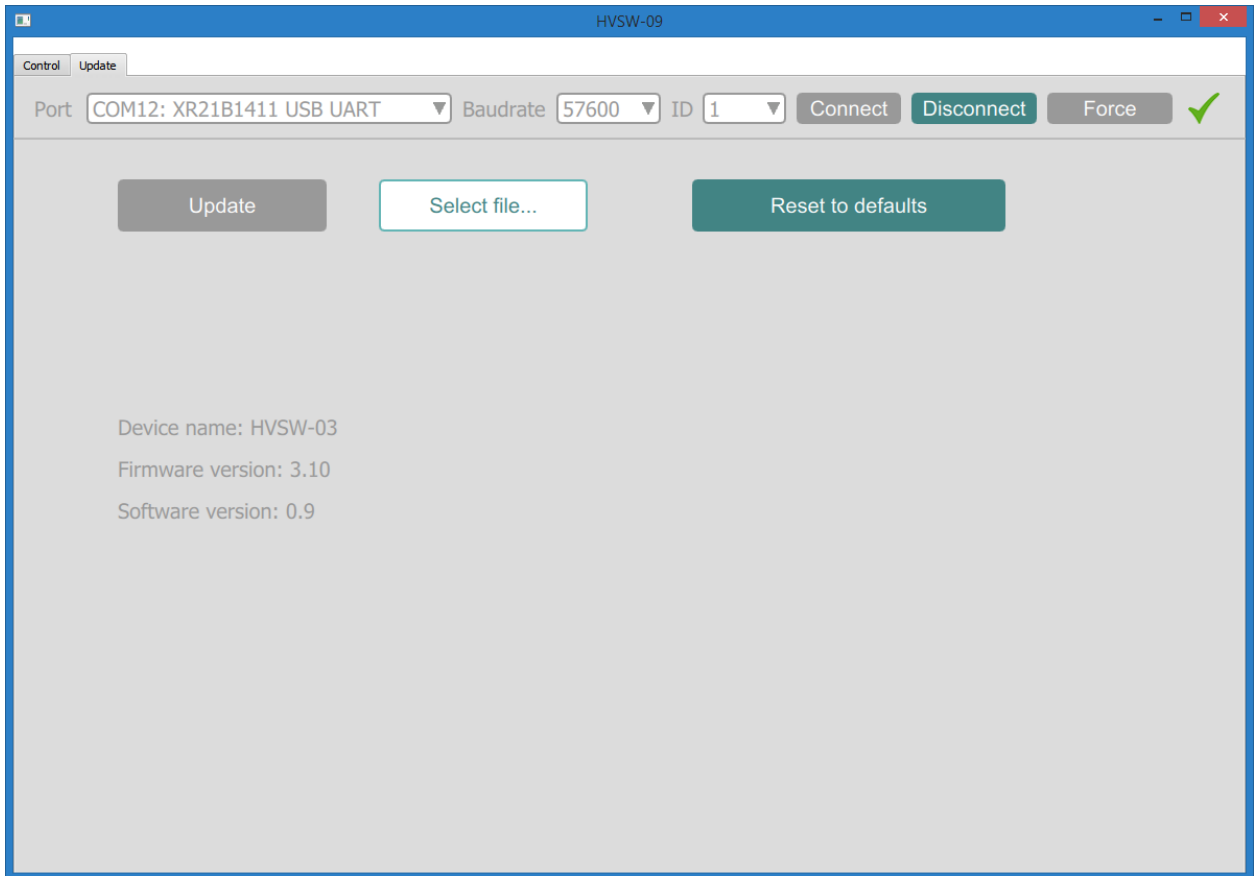 HVSW-09
Control Update
Port COM12: XR21B1411 USB UART Baudrate 57600 ID 1 Connect Disconnect Force
Update Select file... Reset to defaults
Device name: HVSW-03
Firmware version: 3.10
Software version: 0.9